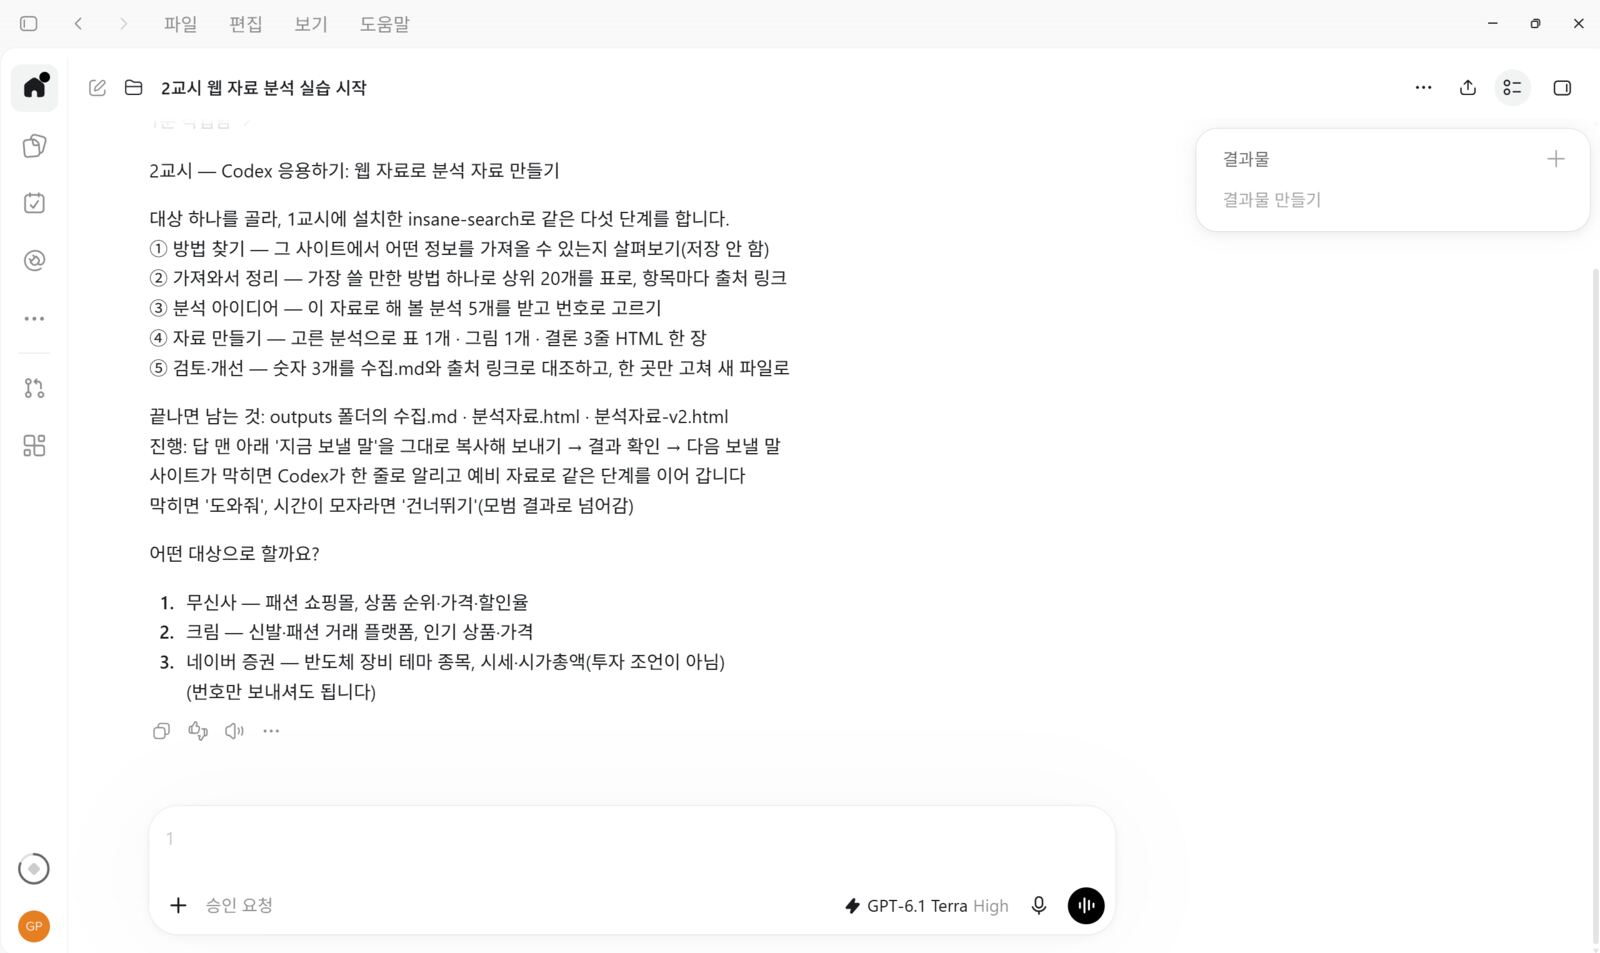 파일 편집 보기 도움말
2교시 웹 자료 분석 실습 시작
결과물
결과물 만들기
2교시 — Codex 응용하기: 웹 자료로 분석 자료 만들기
대상 하나를 골라, 1교시에 설치한 insane-search로 같은 다섯 단계를 합니다.
① 방법 찾기 — 그 사이트에서 어떤 정보를 가져올 수 있는지 살펴보기(저장 안 함)
② 가져와서 정리 — 가장 쓸 만한 방법 하나로 상위 20개를 표로, 항목마다 출처 링크
③ 분석 아이디어 — 이 자료로 해 볼 분석 5개를 받고 번호로 고르기
④ 자료 만들기 — 고른 분석으로 표 1개 · 그림 1개 · 결론 3줄 HTML 한 장
⑤ 검토·개선 — 숫자 3개를 수집.md와 출처 링크로 대조하고, 한 곳만 고쳐 새 파일로
끝나면 남는 것: outputs 폴더의 수집.md · 분석자료.html · 분석자료-v2.html
진행: 답 맨 아래 '지금 보낼 말'을 그대로 복사해 보내기 → 결과 확인 → 다음 보낼 말
사이트가 막히면 Codex가 한 줄로 알리고 예비 자료로 같은 단계를 이어 갑니다
막히면 '도와줘', 시간이 모자라면 '건너뛰기'(모범 결과로 넘어감)
어떤 대상으로 할까요?
1. 무신사 — 패션 쇼핑몰, 상품 순위·가격·할인율
2. 크림 — 신발·패션 거래 플랫폼, 인기 상품·가격
3. 네이버 증권 — 반도체 장비 테마 종목, 시세·시가총액(투자 조언이 아님)
(번호만 보내셔도 됩니다)
1
승인 요청
GPT-6.1 Terra High
GP